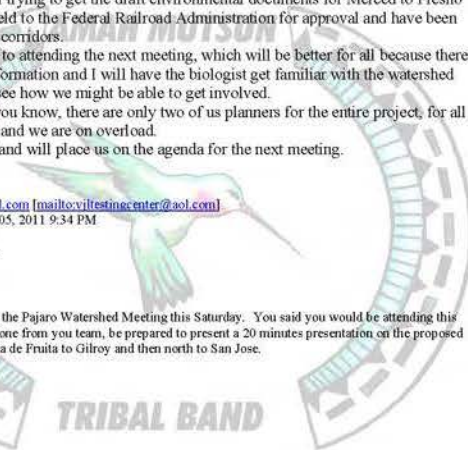 trying to get the draft environmental documents for Merced to Fresno
eld to the Federal Railroad Administration for approval and have been
corridors.
to attending the next meeting, which will be better for all because there
formation and I will have the biologist get familiar with the watershed
see how we might be able to get involved.
you know, there are only two of us planners for the entire project, for all
and we are on overload.
and will place us on the agenda for the next meeting.
l.com [mailto:viltestingcenter@aol.com]
05, 2011 9:34 PM
the Pajaro Watershed Meeting this Saturday. You said you would be attending this
one from you team, be prepared to present a 20 minutes presentation on the proposed
a de Fruita to Gilroy and then north to San Jose.
AMAH MUTSUN
TRIBAL BAND